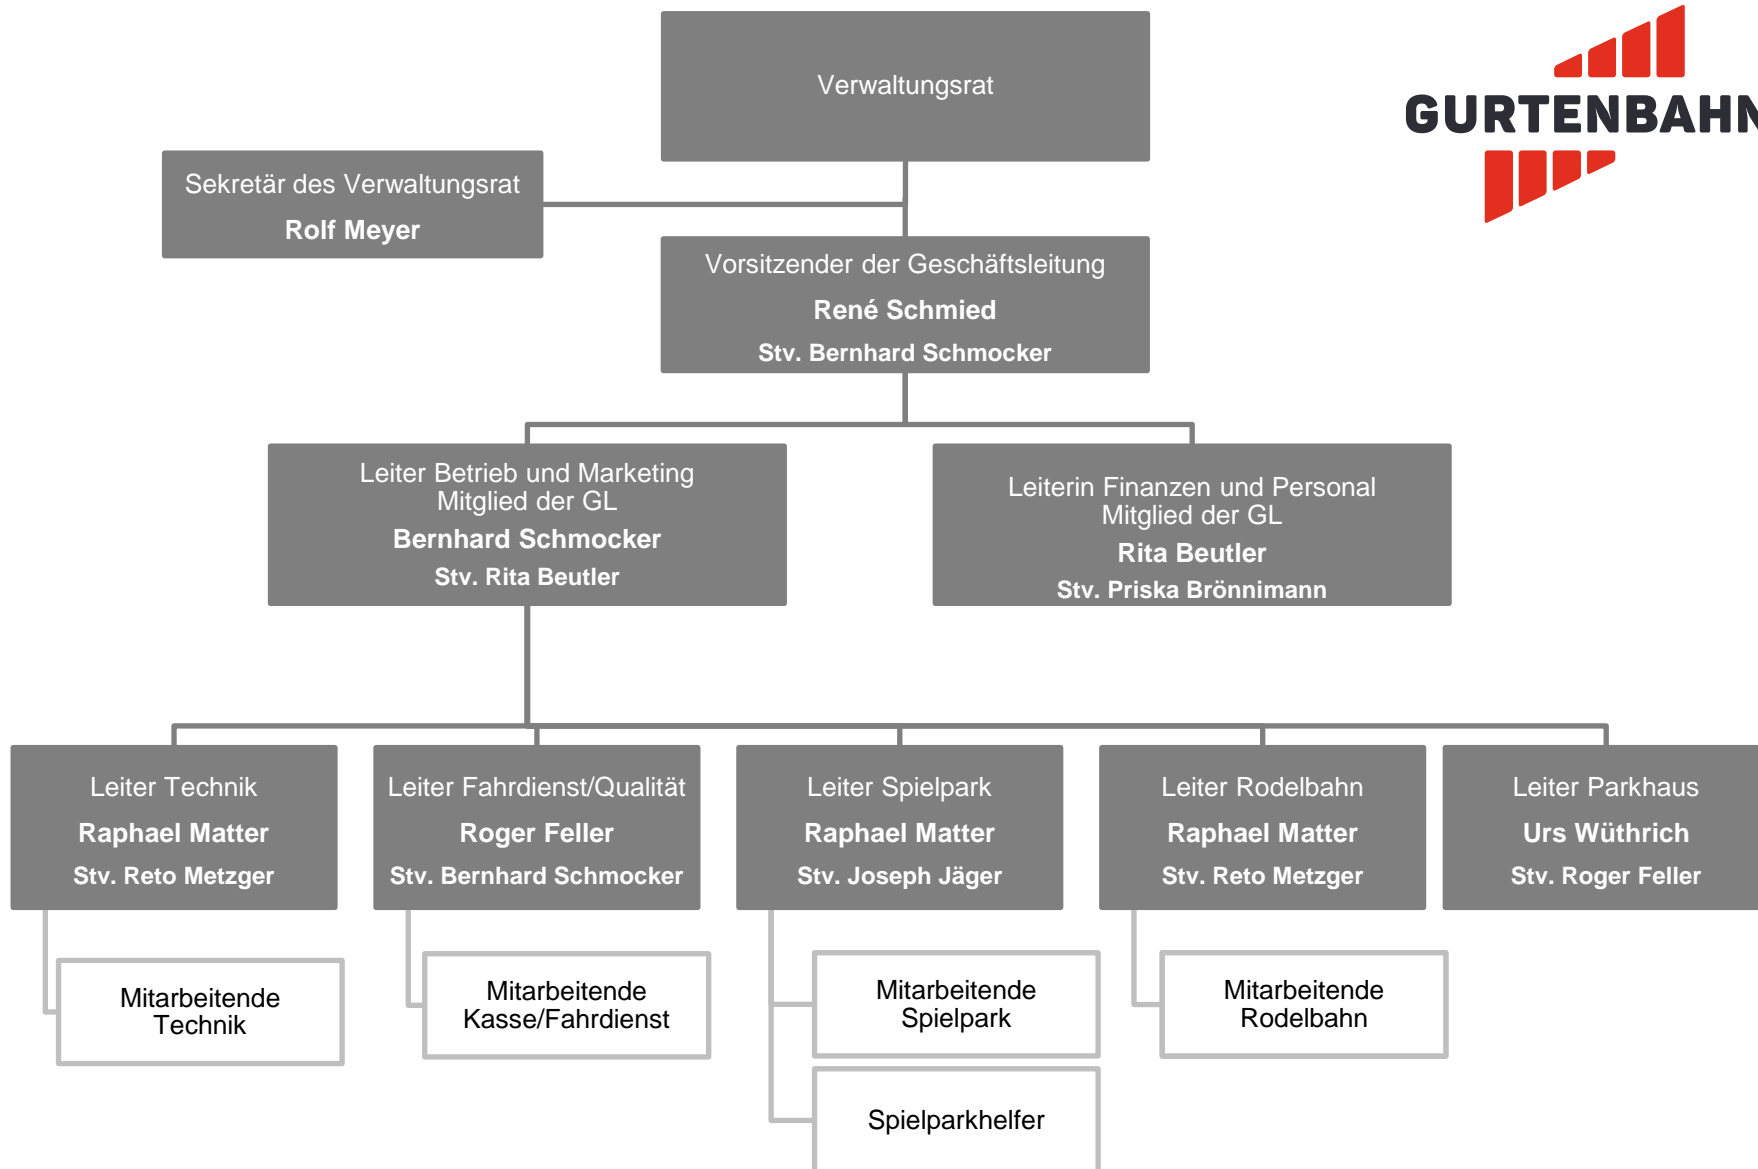 Verwaltungsrat
GURTENBAHN
Sekretär des Verwaltungsrat
Rolf Meyer
Vorsitzender der Geschäftsleitung
René Schmied
Stv. Bernhard Schmocker
Leiter Betrieb und Marketing
Mitglied der GL
Bernhard Schmocker
Stv. Rita Beutler
Leiterin Finanzen und Personal
Mitglied der GL
Rita Beutler
Stv. Priska Brönnimann
Leiter Technik
Raphael Matter
Stv. Reto Metzger
Leiter Fahrdienst/Qualität
Roger Feller
Stv. Bernhard Schmocker
Leiter Spielpark
Raphael Matter
Stv. Joseph Jäger
Leiter Rodelbahn
Raphael Matter
Stv. Reto Metzger
Leiter Parkhaus
Urs Wüthrich
Stv. Roger Feller
Mitarbeitende
Technik
Mitarbeitende
Kasse/Fahrdienst
Mitarbeitende
Spielpark
Mitarbeitende
Rodelbahn
Spielparkhelfer